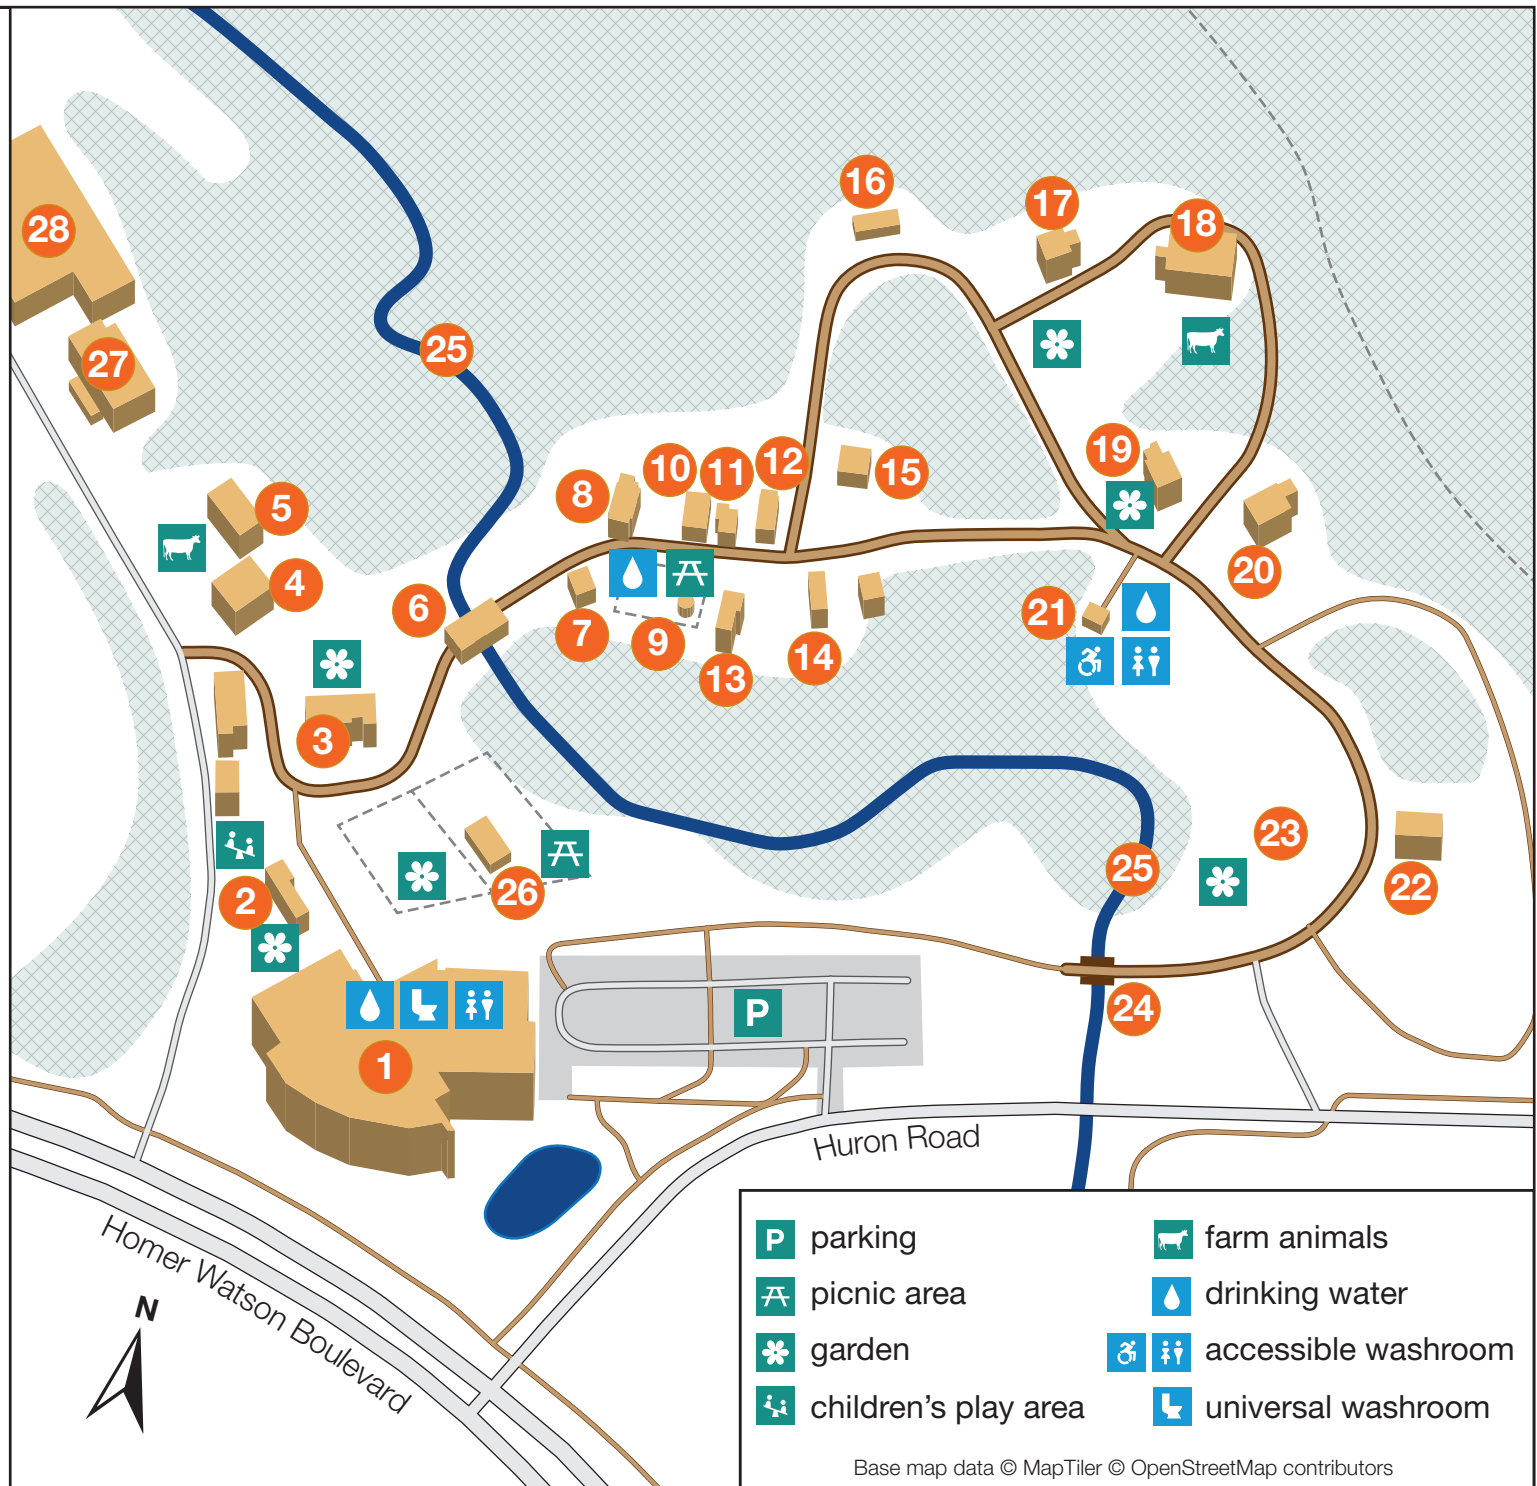 16
17
18
28
25
27
19
10
11
12
15
8
5
20
4
6
21
7
9
14
13
3
23
25
22
26
2
24
P
1
Huron Road
Homer Watson Boulevard
N
P parking
picnic area
garden
children's play area
farm animals
drinking water
accessible washroom
universal washroom
Base map data © MapTiler © OpenStreetMap contributors